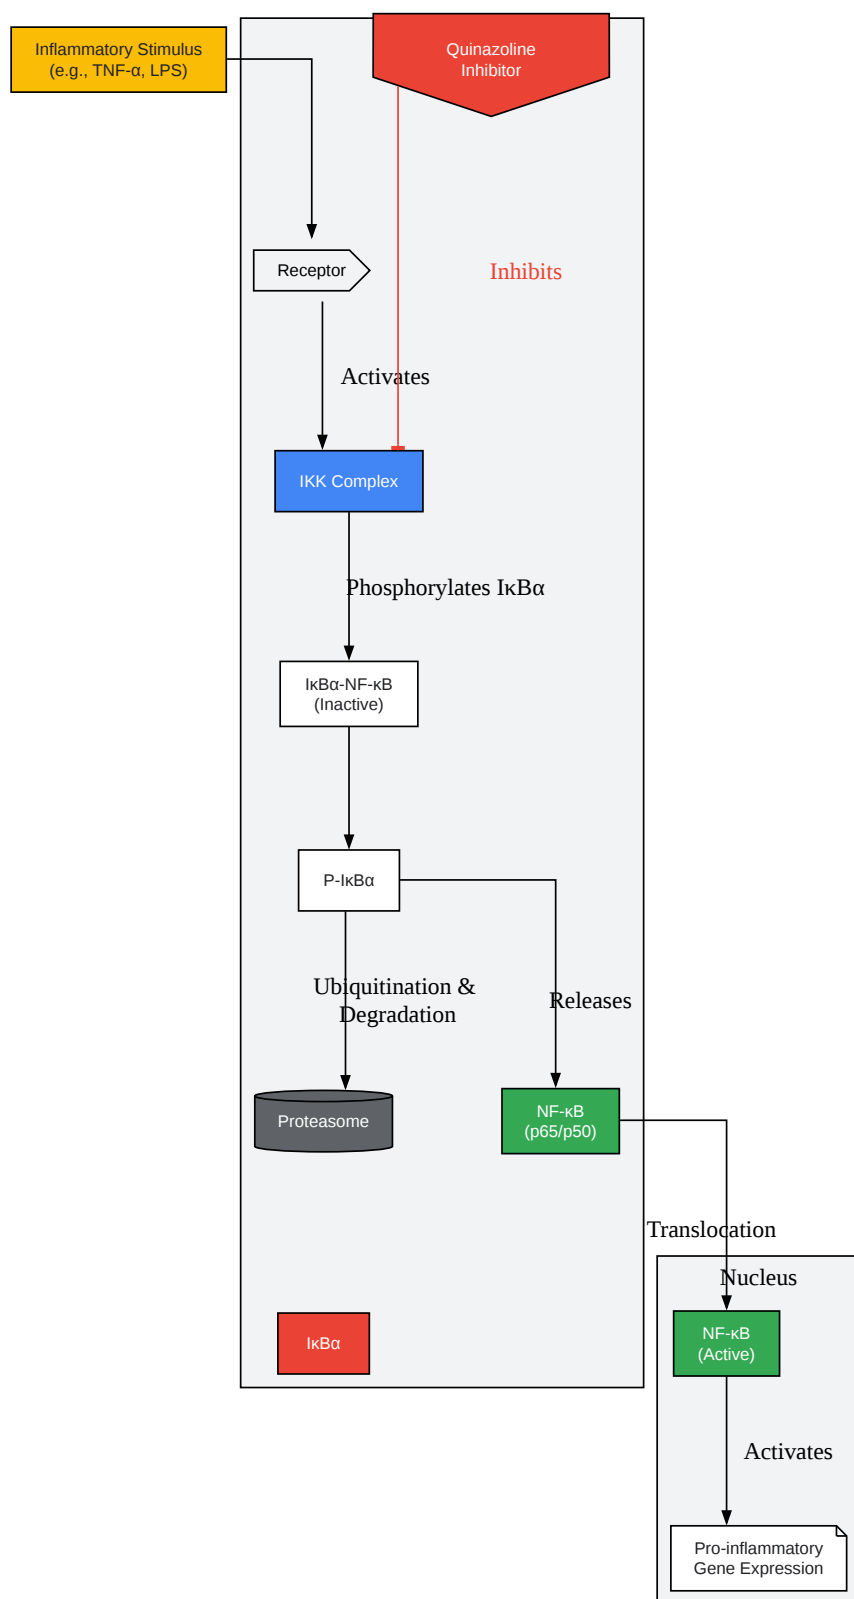 Inflammatory Stimulus
(e.g., TNF-α, LPS)
Quinazoline
Inhibitor
Receptor
Inhibits
Activates
IKK Complex
Phosphorylates IκBα
IκBα-NF-κB
(Inactive)
P-IκBα
Ubiquitination &
Degradation
Releases
Proteasome
NF-κB
(p65/p50)
Translocation
Nucleus
IκBα
NF-κB
(Active)
Activates
Pro-inflammatory
Gene Expression